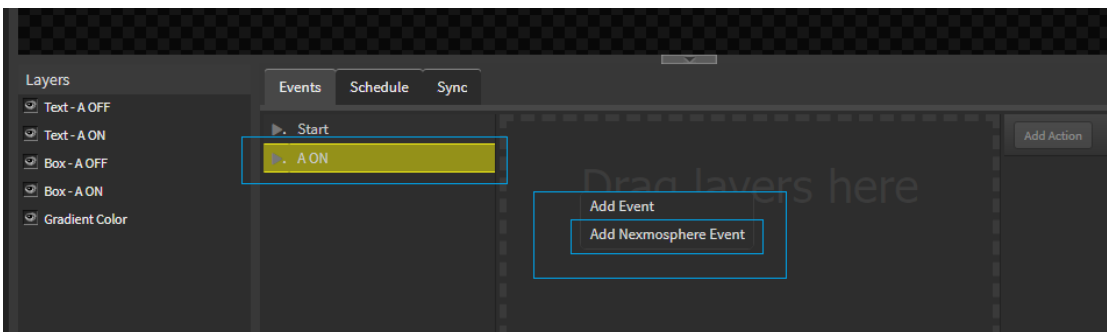 Layers
Text - A OFF
Text - A ON
Box - A OFF
Box - A ON
Gradient Color
Events Schedule Sync
Start
A ON
Drag layers here
Add Event
Add Nexmosphere Event
Add Action